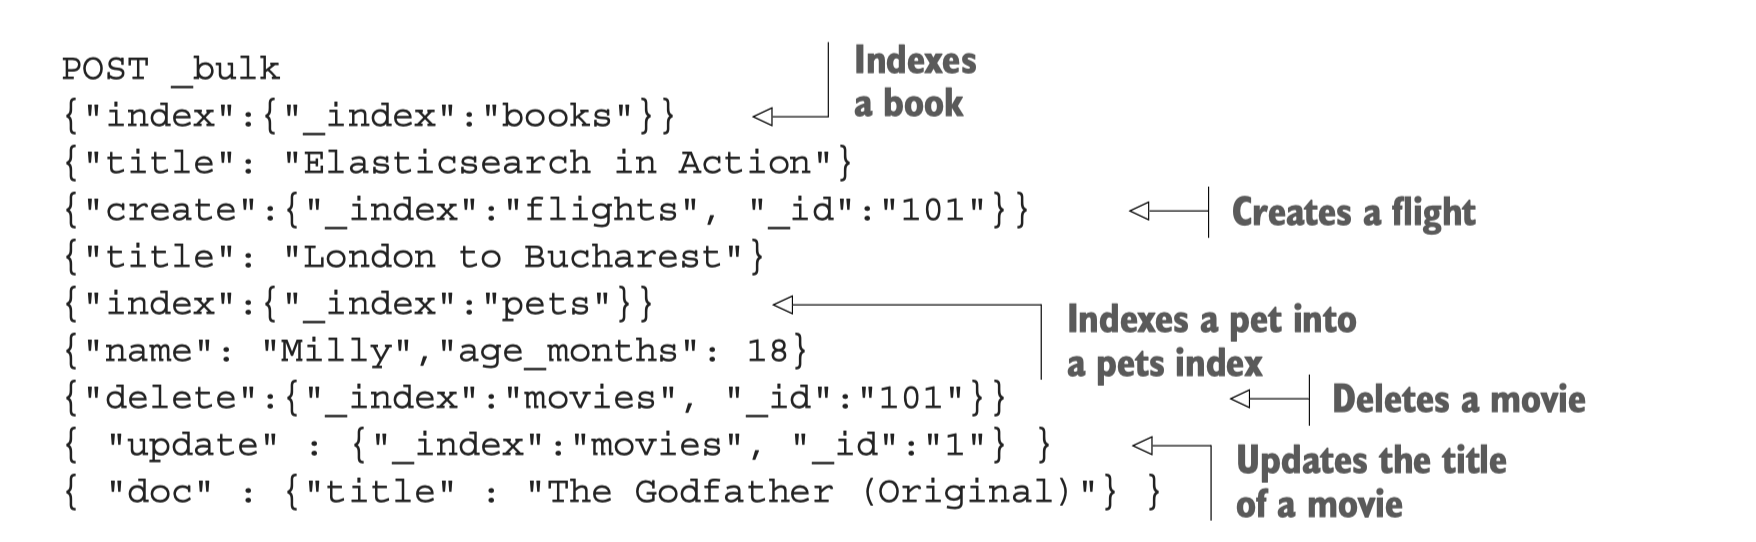 POST _bulk
{"index":{"_index":"books"}}
{"title": "Elasticsearch in Action"}
{"create":{"_index":"flights", "_id":"101"}}
{"title": "London to Bucharest"}
{"index":{"_index":"pets"}}
{"name": "Milly","age_months": 18}
{"delete":{"_index":"movies", "_id":"101"}}
{ "update" : {"_index":"movies", "_id":"1"} }
{ "doc" : {"title" : "The Godfather (Original)"} }
Indexes
a book
Creates a flight
Indexes a pet into
a pets index
Deletes a movie
Updates the title
of a movie